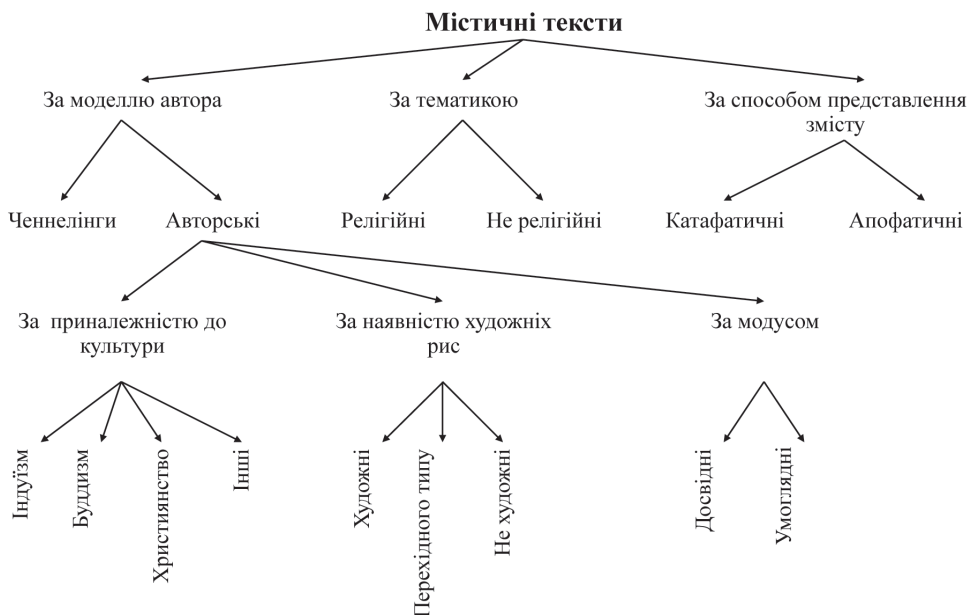 Містичні тексти
За моделлю автора
За тематикою
За способом представлення
змісту
Ченнелінги
Авторські
Релігійні
Не релігійні
Катафатичні
Апофатичні
За приналежністю до
культури
За наявністю художніх
рис
За модусом
Індуїзм
Буддизм
Християнство
Інші
Художні
Перехідного типу
Не художні
Досвідні
Умоглядні